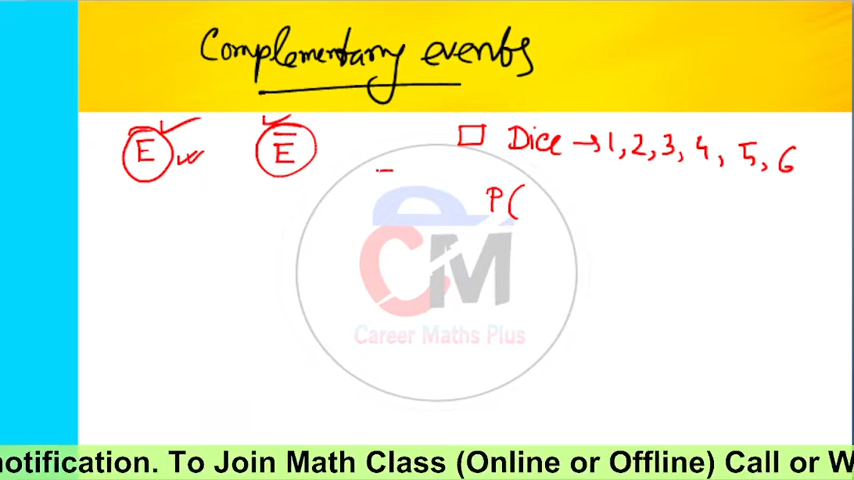 Complementary events
E E̅ Dice → 1, 2, 3, 4, 5, 6
P(
CM
Career Maths Plus
notification. To Join Math Class (Online or Offline) Call or W